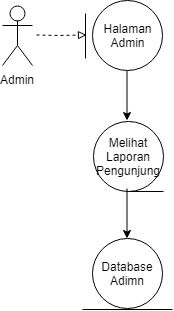 Halaman
Admin
Admin
Melihat
Laporan
Pengunjung
Database
Adimn